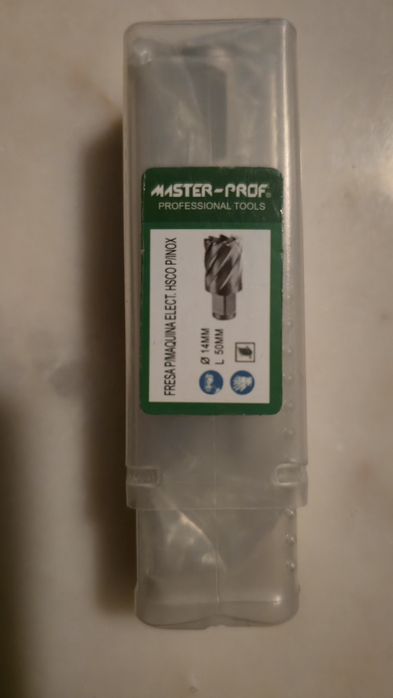 MASTER-PROF®
PROFESSIONAL TOOLS
FRESA P/MAQUINA ELECT. HSCO P/INOX
Ø 14MM
L 50MM